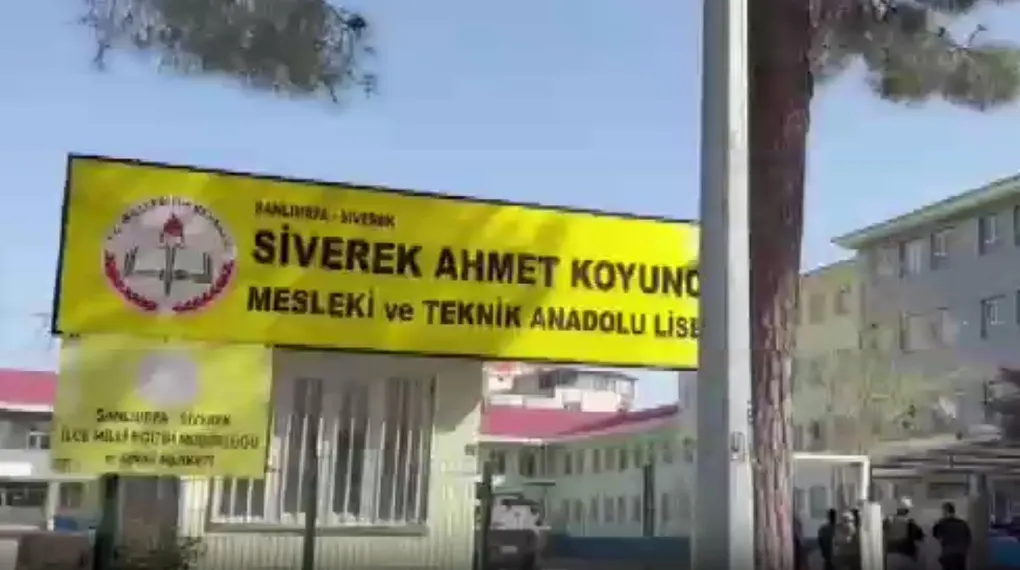 ŞANLIURFA - SİVEREK
SİVEREK AHMET KOYUNC
MESLEKİ ve TEKNİK ANADOLU LİSE
ŞANLIURFA - SİVEREK
İLÇE MİLLİ EĞİTİM MÜDÜRLÜĞÜ